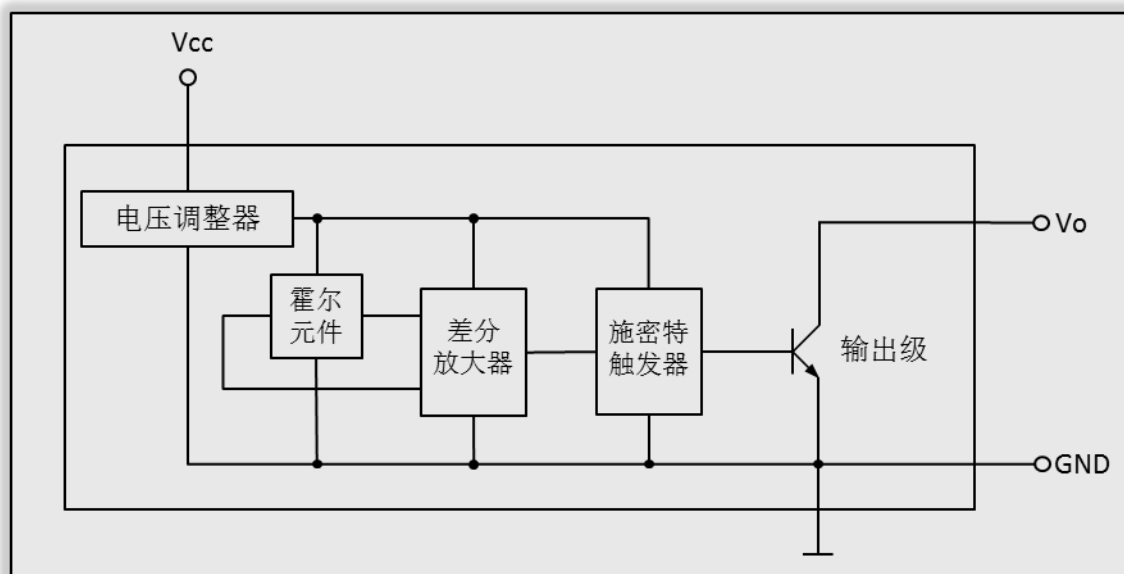 Vcc
电压调整器
Vo
霍尔
元件
差分
放大器
施密特
触发器
输出级
GND